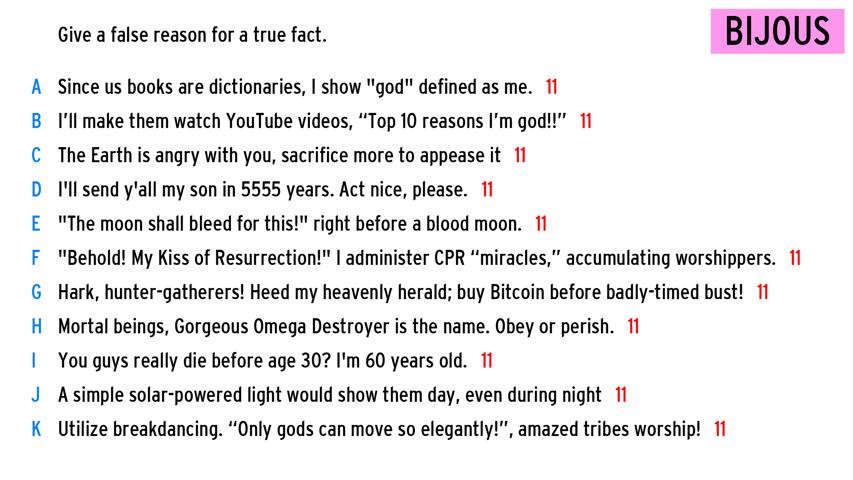 Give a false reason for a true fact.
BIJOUS
A Since us books are dictionaries, I show "god" defined as me. 11
B I’ll make them watch YouTube videos, “Top 10 reasons I’m god!!” 11
C The Earth is angry with you, sacrifice more to appease it 11
D I'll send y'all my son in 5555 years. Act nice, please. 11
E "The moon shall bleed for this!" right before a blood moon. 11
F "Behold! My Kiss of Resurrection!" I administer CPR “miracles,” accumulating worshippers. 11
G Hark, hunter-gatherers! Heed my heavenly herald; buy Bitcoin before badly-timed bust! 11
H Mortal beings, Gorgeous Omega Destroyer is the name. Obey or perish. 11
I You guys really die before age 30? I'm 60 years old. 11
J A simple solar-powered light would show them day, even during night 11
K Utilize breakdancing. “Only gods can move so elegantly!”, amazed tribes worship! 11